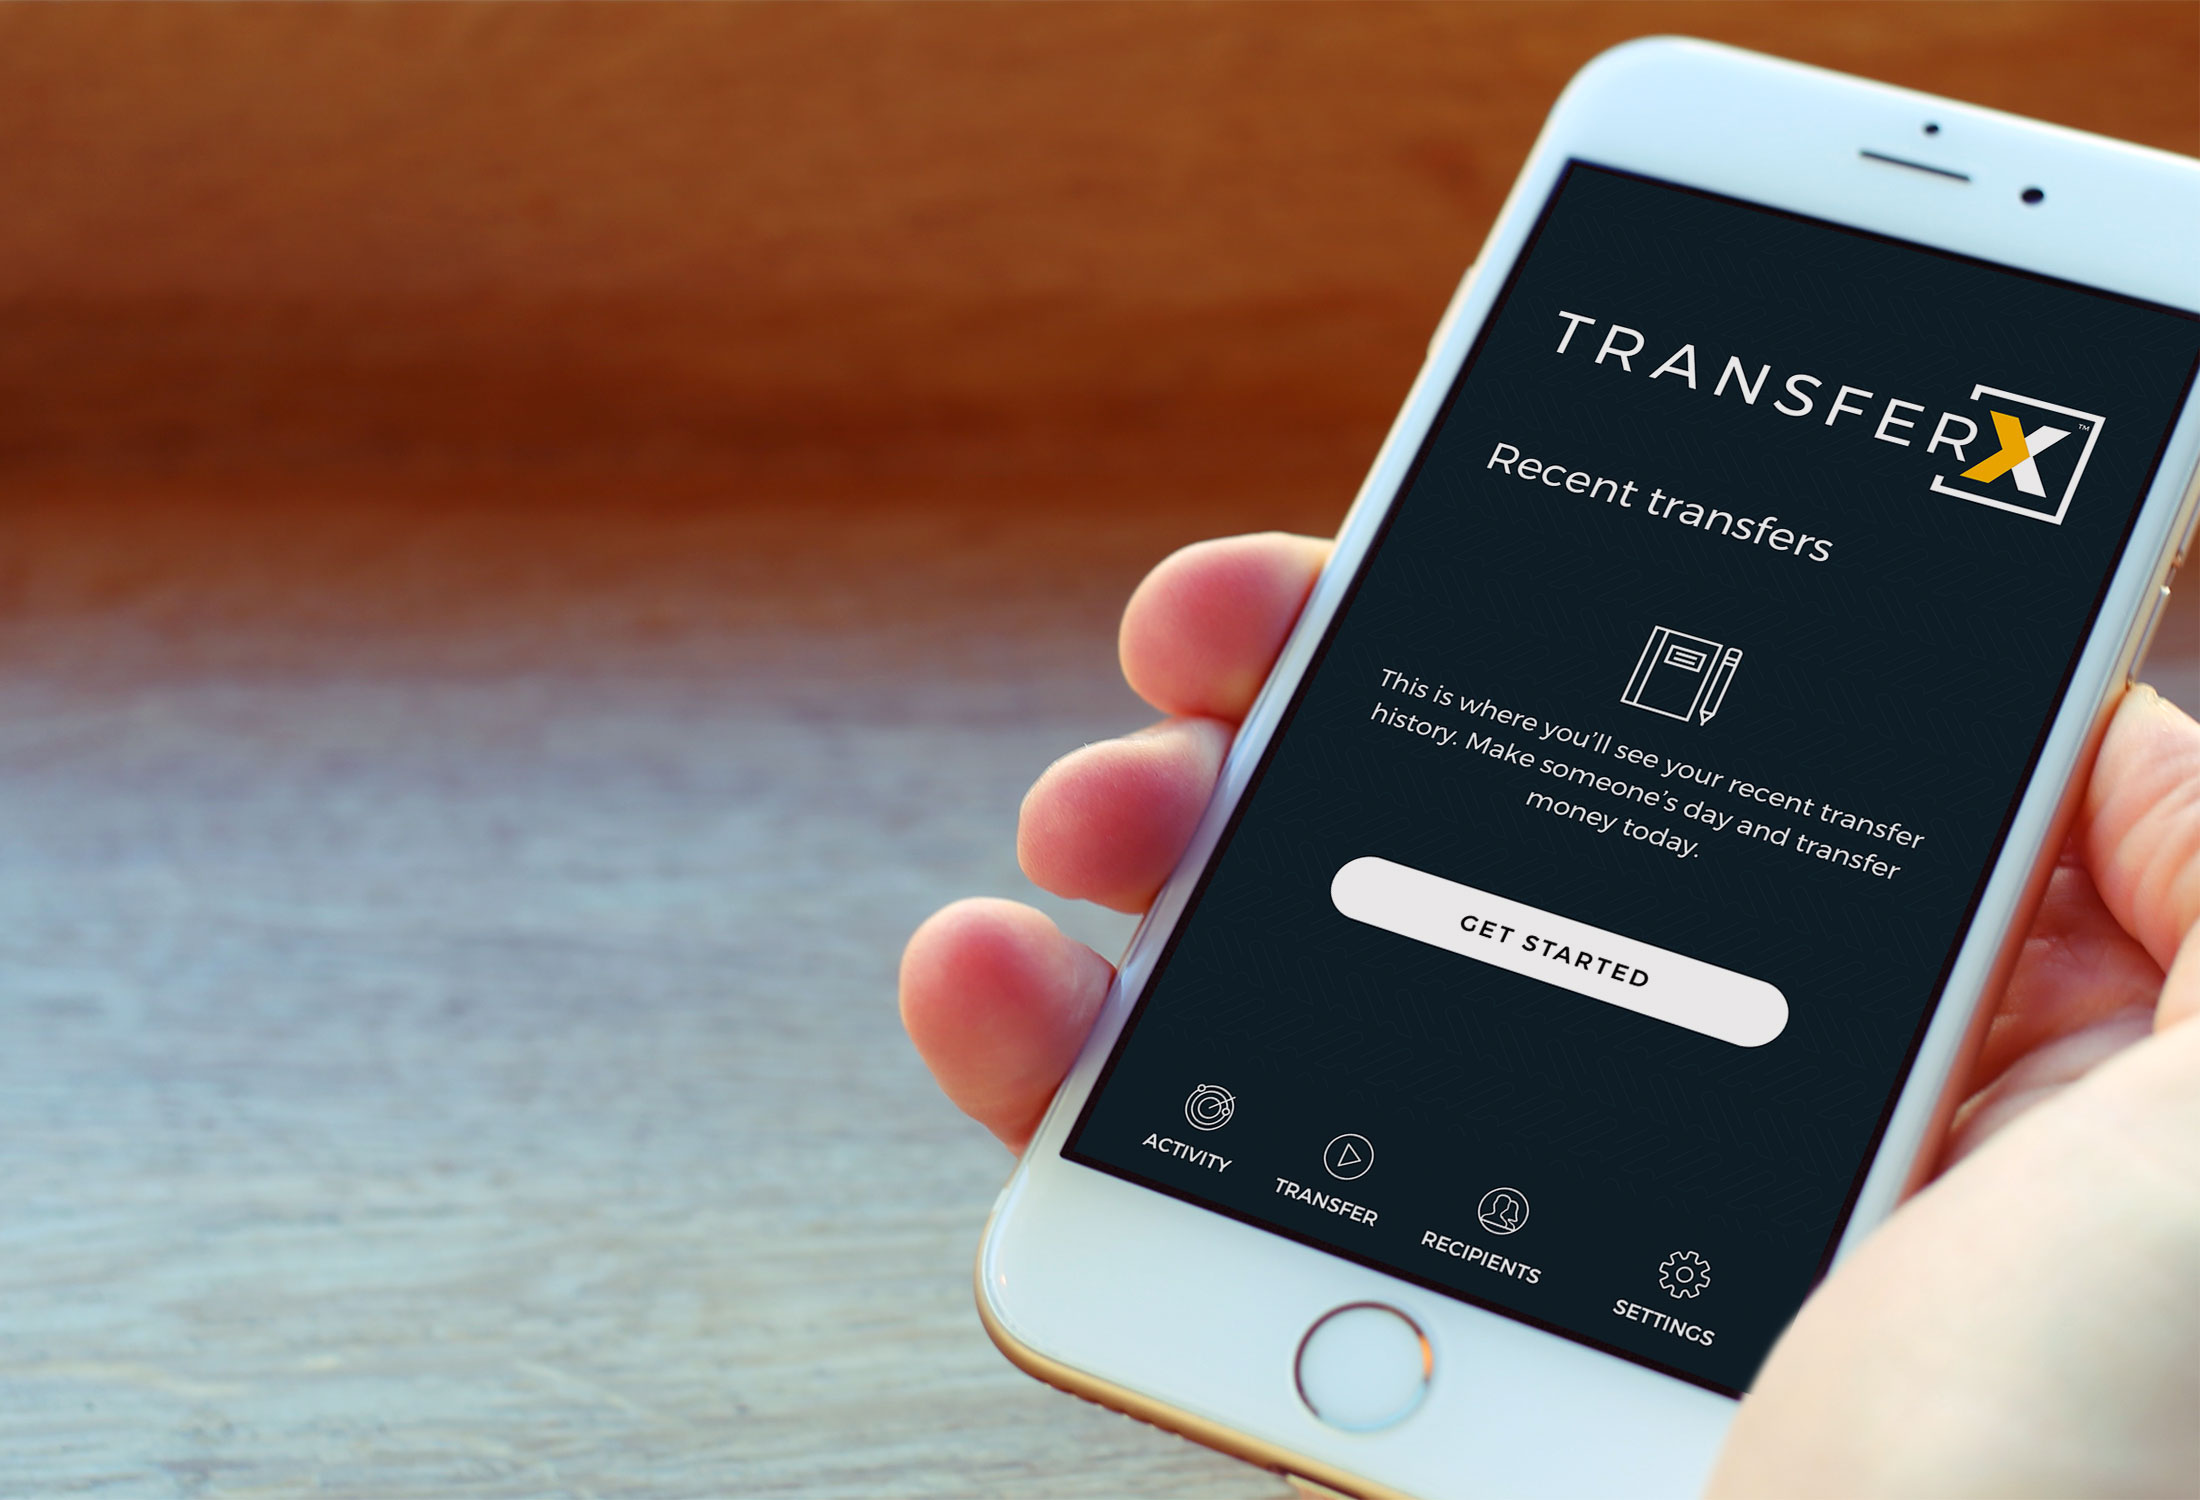 TRANSFERX™
Recent transfers
This is where you'll see your recent transfer
history. Make someone's day and transfer
money today.
GET STARTED
ACTIVITY
TRANSFER
RECIPIENTS
SETTINGS